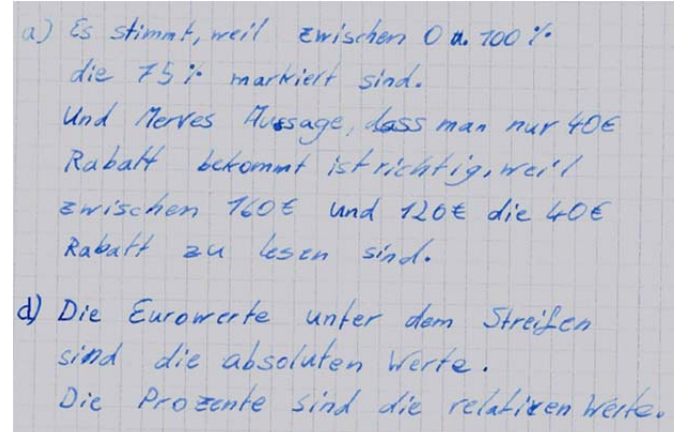 a) Es stimmt, weil zwischen 0 u. 100 %
die 75 % markiert sind.
Und Merves Aussage, dass man nur 40€
Rabatt bekommt ist richtig, weil
zwischen 160€ und 120€ die 40€
Rabatt zu lesen sind.
d) Die Eurowerte unter dem Streifen
sind die absoluten Werte.
Die Prozente sind die relativen Werte.